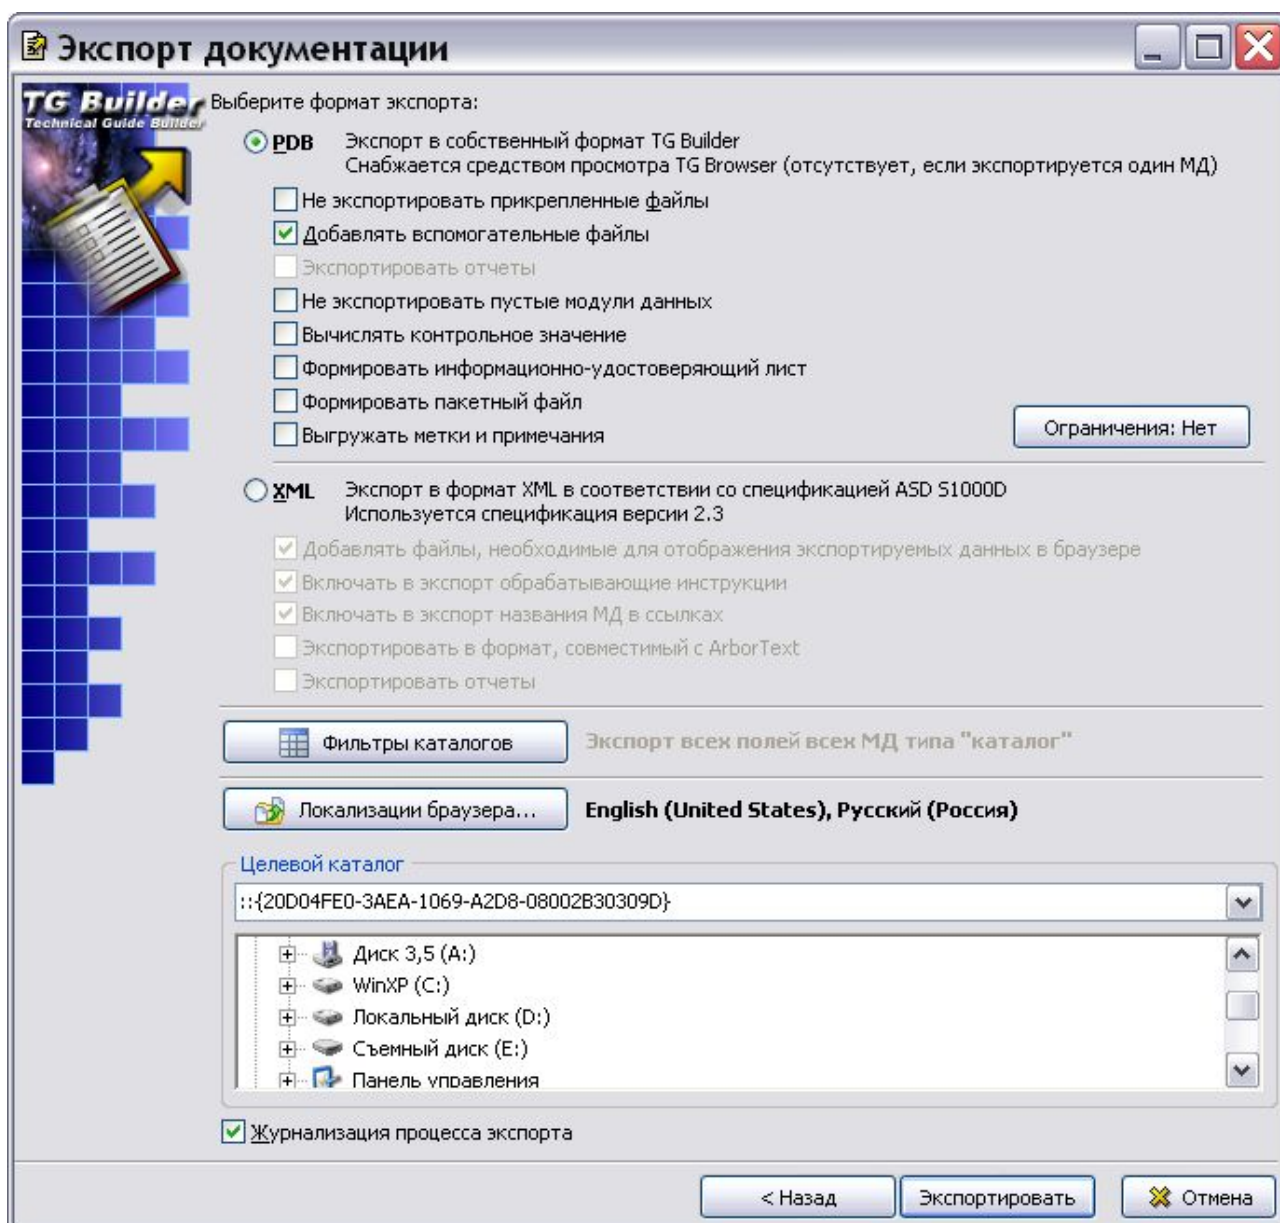 Экспорт документации
TG Builder
Technical Guide Builder
Выберите формат экспорта:
PDB Экспорт в собственный формат TG Builder
Снабжается средством просмотра TG Browser (отсутствует, если экспортируется один МД)
Не экспортировать прикрепленные файлы
Добавлять вспомогательные файлы
Экспортировать отчеты
Не экспортировать пустые модули данных
Вычислять контрольное значение
Формировать информационно-удостоверяющий лист
Формировать пакетный файл
Выгружать метки и примечания
Ограничения: Нет
XML Экспорт в формат XML в соответствии со спецификацией ASD S1000D
Используется спецификация версии 2.3
Добавлять файлы, необходимые для отображения экспортируемых данных в браузере
Включать в экспорт обрабатывающие инструкции
Включать в экспорт названия МД в ссылках
Экспортировать в формат, совместимый с ArborText
Экспортировать отчеты
Фильтры каталогов Экспорт всех полей всех МД типа "каталог"
Локализации браузера... English (United States), Русский (Россия)
Целевой каталог
::{20D04FE0-3AEA-1069-A2D8-08002B30309D}
Диск 3,5 (A:)
WinXP (C:)
Локальный диск (D:)
Съемный диск (E:)
Панель управления
Журнализация процесса экспорта
< Назад Экспортировать Отмена